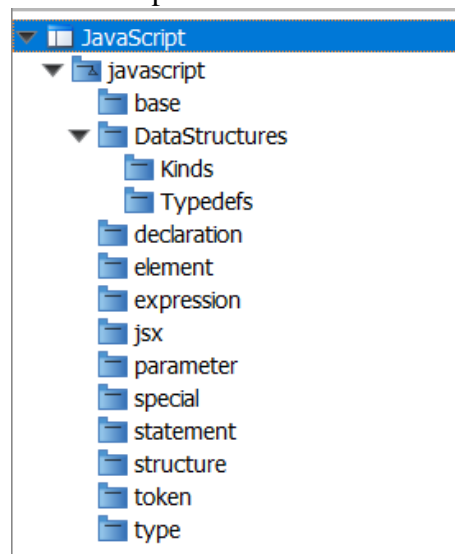 JavaScript
javascript
base
DataStructures
Kinds
Typedefs
declaration
element
expression
jsx
parameter
special
statement
structure
token
type